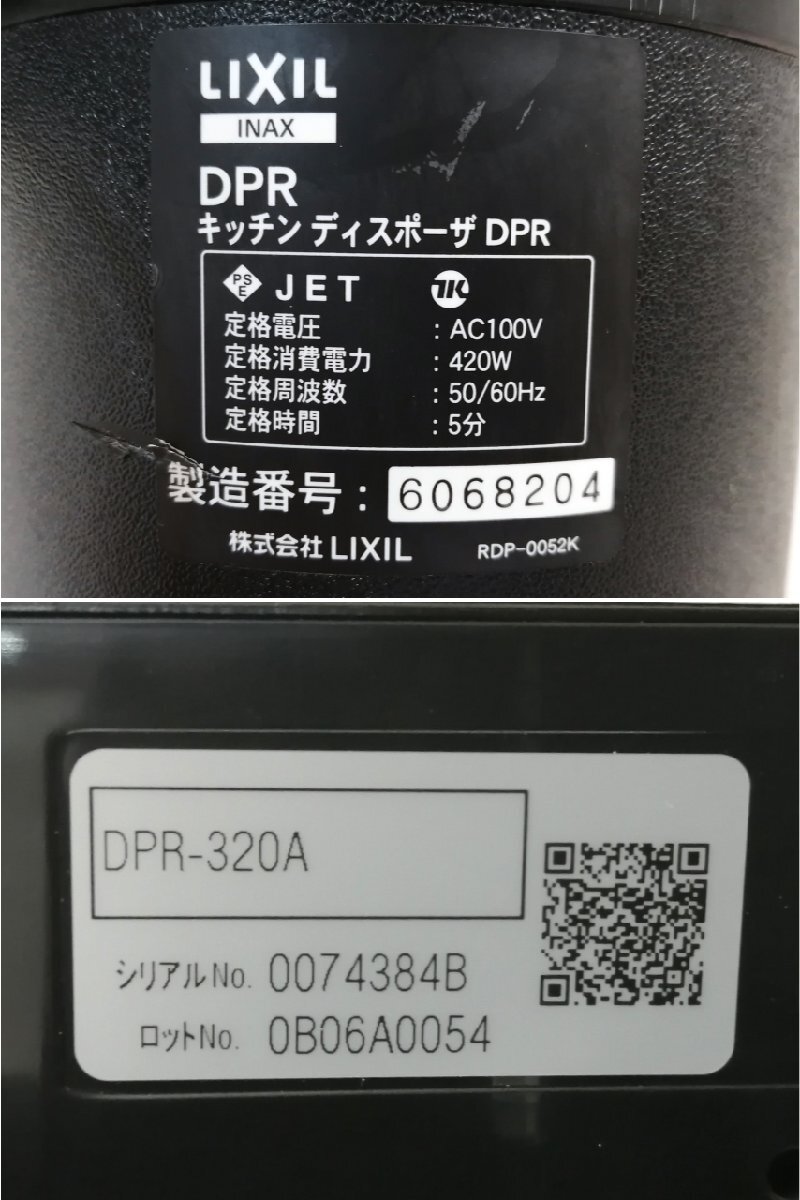 LIXIL
INAX
DPR
キッチン ディスポーザ DPR
PSE JET TK
定格電圧 : AC100V
定格消費電力 : 420W
定格周波数 : 50/60Hz
定格時間 : 5分
製造番号 : 6068204
株式会社 LIXIL RDP-0052K
DPR-320A
シリアルNo. 0074384B
ロットNo. 0B06A0054